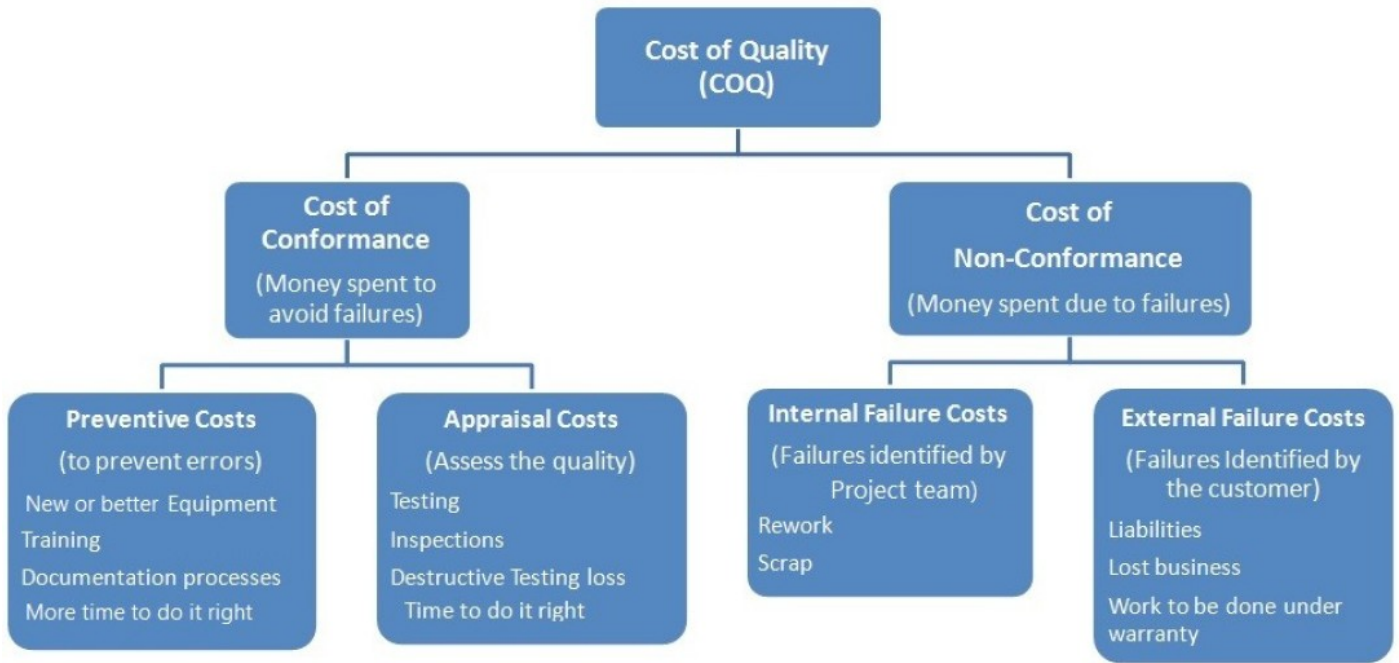 Cost of Quality
(COQ)
Cost of
Conformance
(Money spent to
avoid failures)
Cost of
Non-Conformance
(Money spent due to failures)
Preventive Costs
(to prevent errors)
New or better Equipment
Training
Documentation processes
More time to do it right
Appraisal Costs
(Assess the quality)
Testing
Inspections
Destructive Testing loss
Time to do it right
Internal Failure Costs
(Failures identified by
Project team)
Rework
Scrap
External Failure Costs
(Failures Identified by
the customer)
Liabilities
Lost business
Work to be done under
warranty